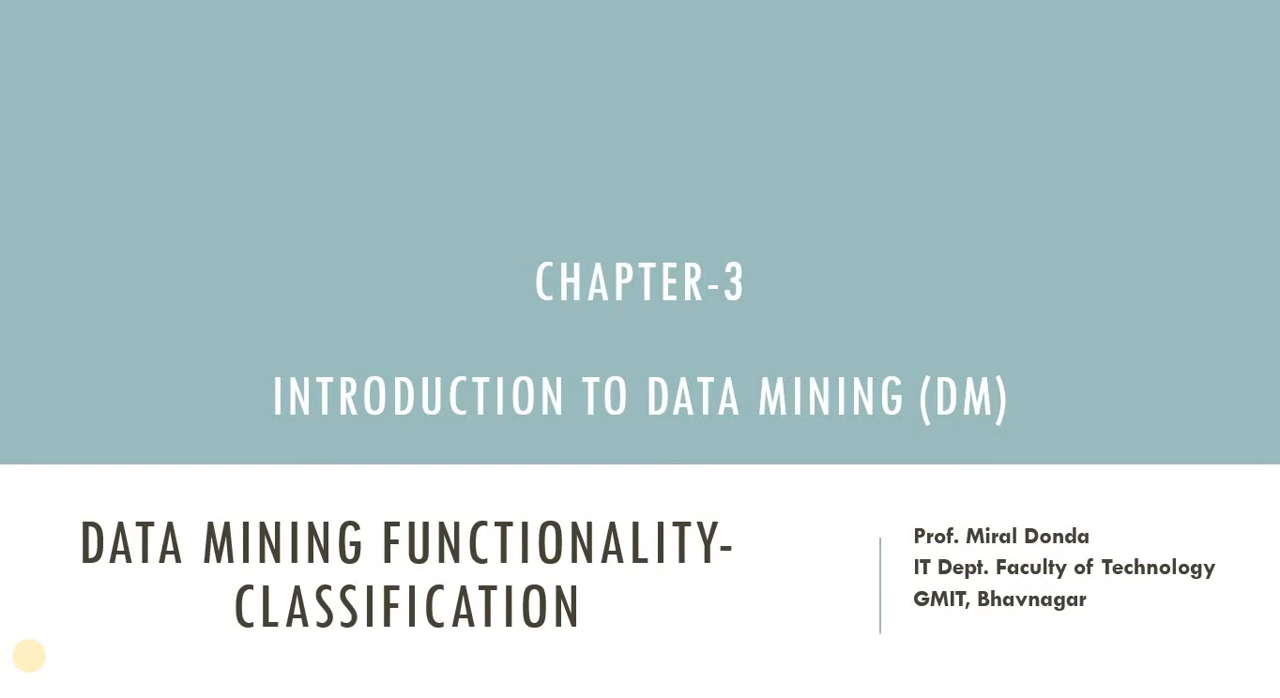 CHAPTER-3
INTRODUCTION TO DATA MINING (DM)
DATA MINING FUNCTIONALITY-
CLASSIFICATION
Prof. Miral Donda
IT Dept. Faculty of Technology
GMIT, Bhavnagar